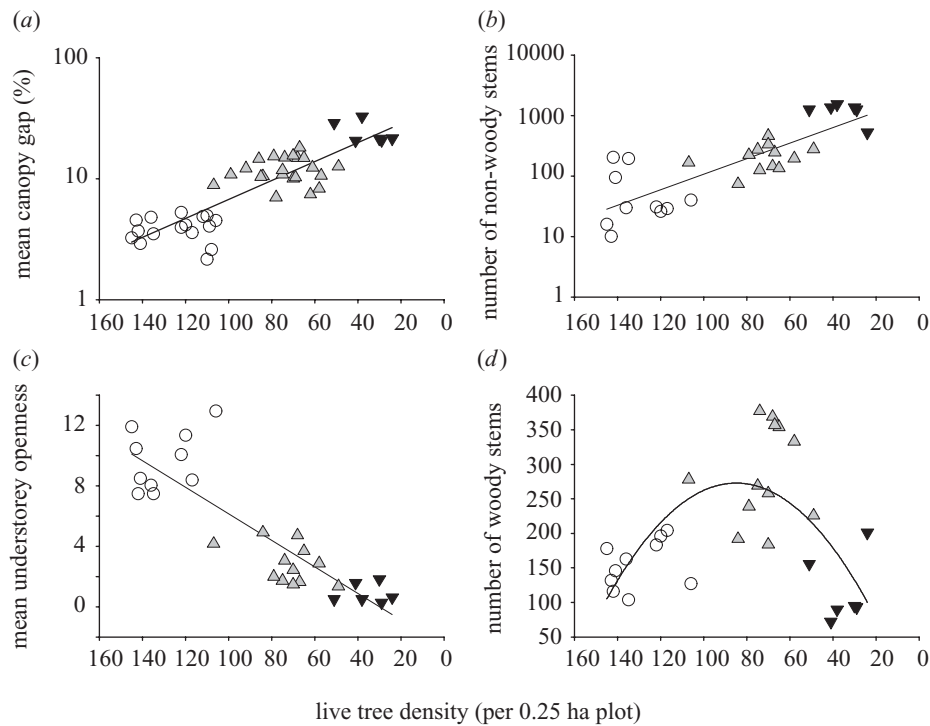 (a)
100
10
1
mean canopy gap (%)
160 140 120 100 80 60 40 20 0
(b)
10000
1000
100
10
1
number of non-woody stems
160 140 120 100 80 60 40 20 0
(c)
12
8
4
0
mean understorey openness
160 140 120 100 80 60 40 20 0
(d)
400
350
300
250
200
150
100
50
number of woody stems
160 140 120 100 80 60 40 20 0
live tree density (per 0.25 ha plot)